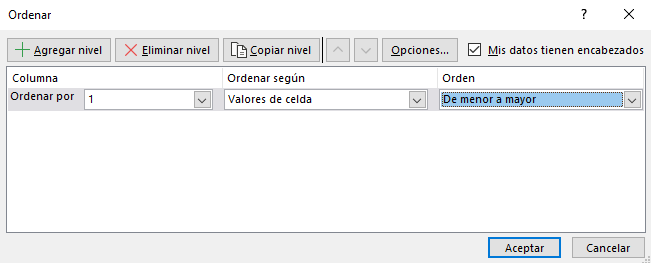 Ordenar
? ×
Agregar nivel Eliminar nivel Copiar nivel Opciones... Mis datos tienen encabezados
Columna Ordenar según Orden
Ordenar por 1 Valores de celda De menor a mayor
Aceptar Cancelar